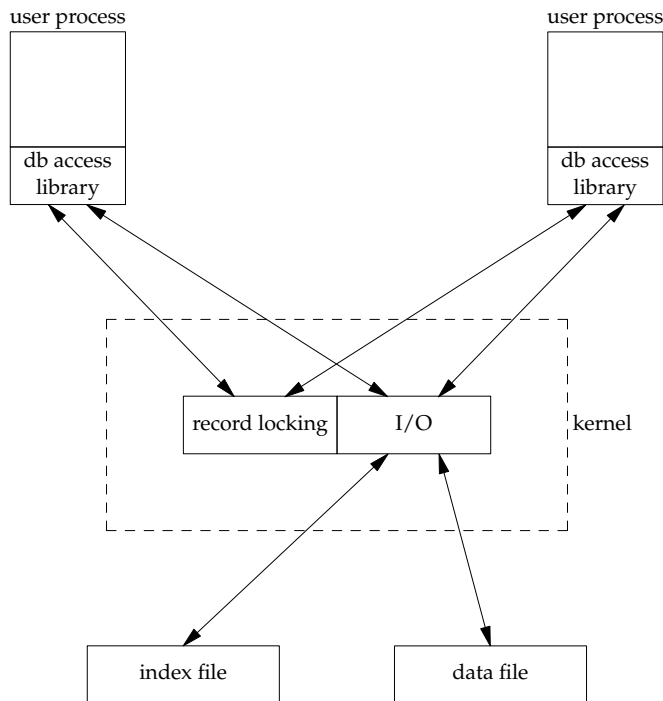 user process
user process
db access
library
db access
library
record locking
I/O
kernel
index file
data file